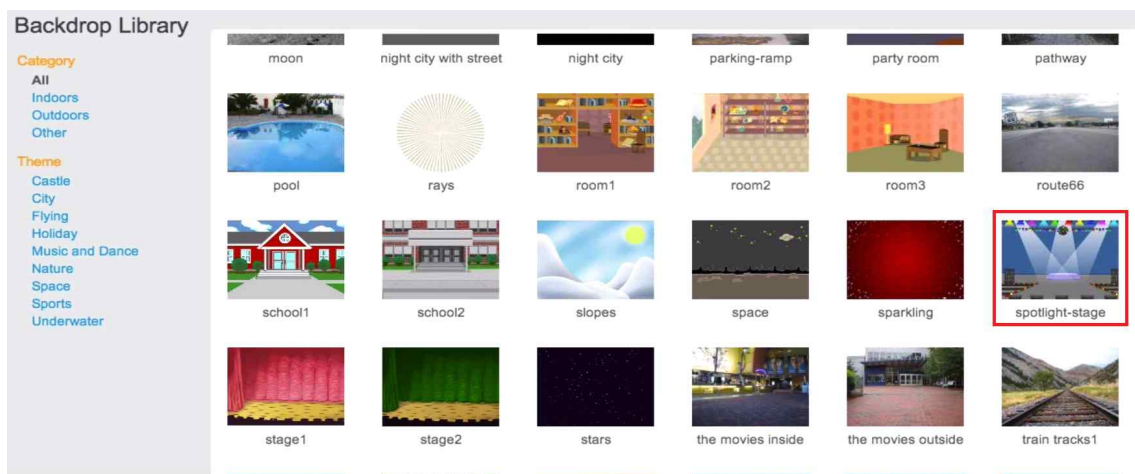 Backdrop Library
Category
All
Indoors
Outdoors
Other
Theme
Castle
City
Flying
Holiday
Music and Dance
Nature
Space
Sports
Underwater
moon night city with street night city parking-ramp party room pathway
pool rays room1 room2 room3 route66
school1 school2 slopes space sparkling spotlight-stage
stage1 stage2 stars the movies inside the movies outside train tracks1